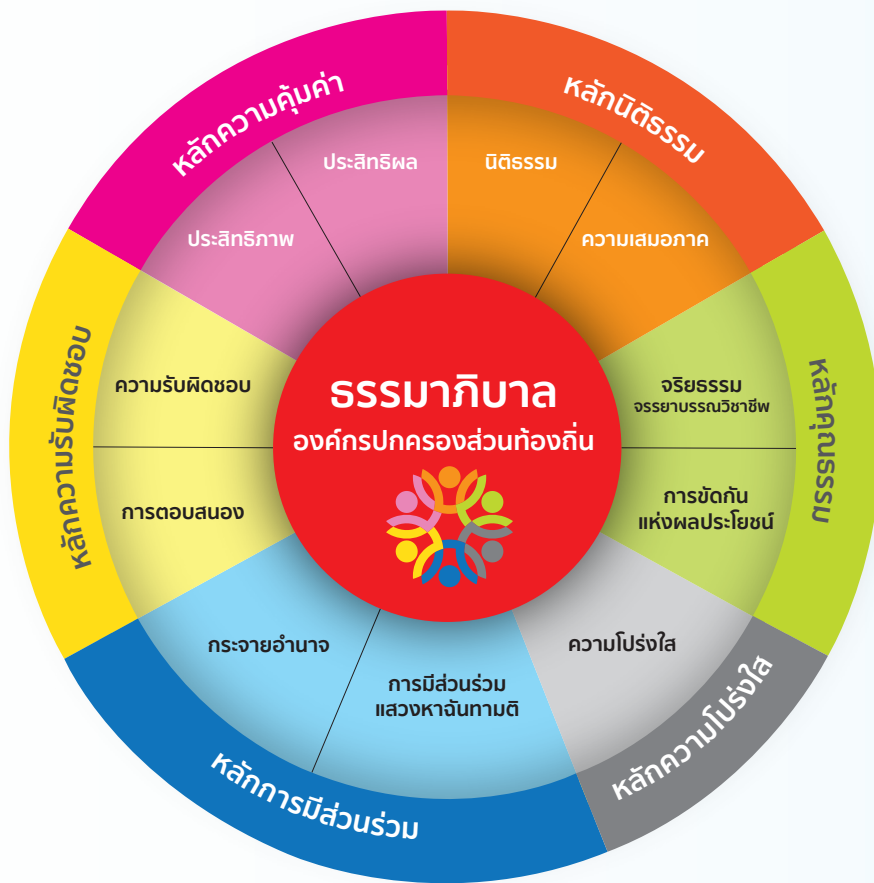 ธรรมาภิบาล
องค์กรปกครองส่วนท้องถิ่น
หลักนิติธรรม
นิติธรรม
ความเสมอภาค
หลักคุณธรรม
จริยธรรม
จรรยาบรรณวิชาชีพ
การขัดกัน
แห่งผลประโยชน์
หลักความโปร่งใส
ความโปร่งใส
หลักการมีส่วนร่วม
การมีส่วนร่วม
แสวงหาฉันทามติ
กระจายอำนาจ
หลักความรับผิดชอบ
การตอบสนอง
ความรับผิดชอบ
หลักความคุ้มค่า
ประสิทธิภาพ
ประสิทธิผล